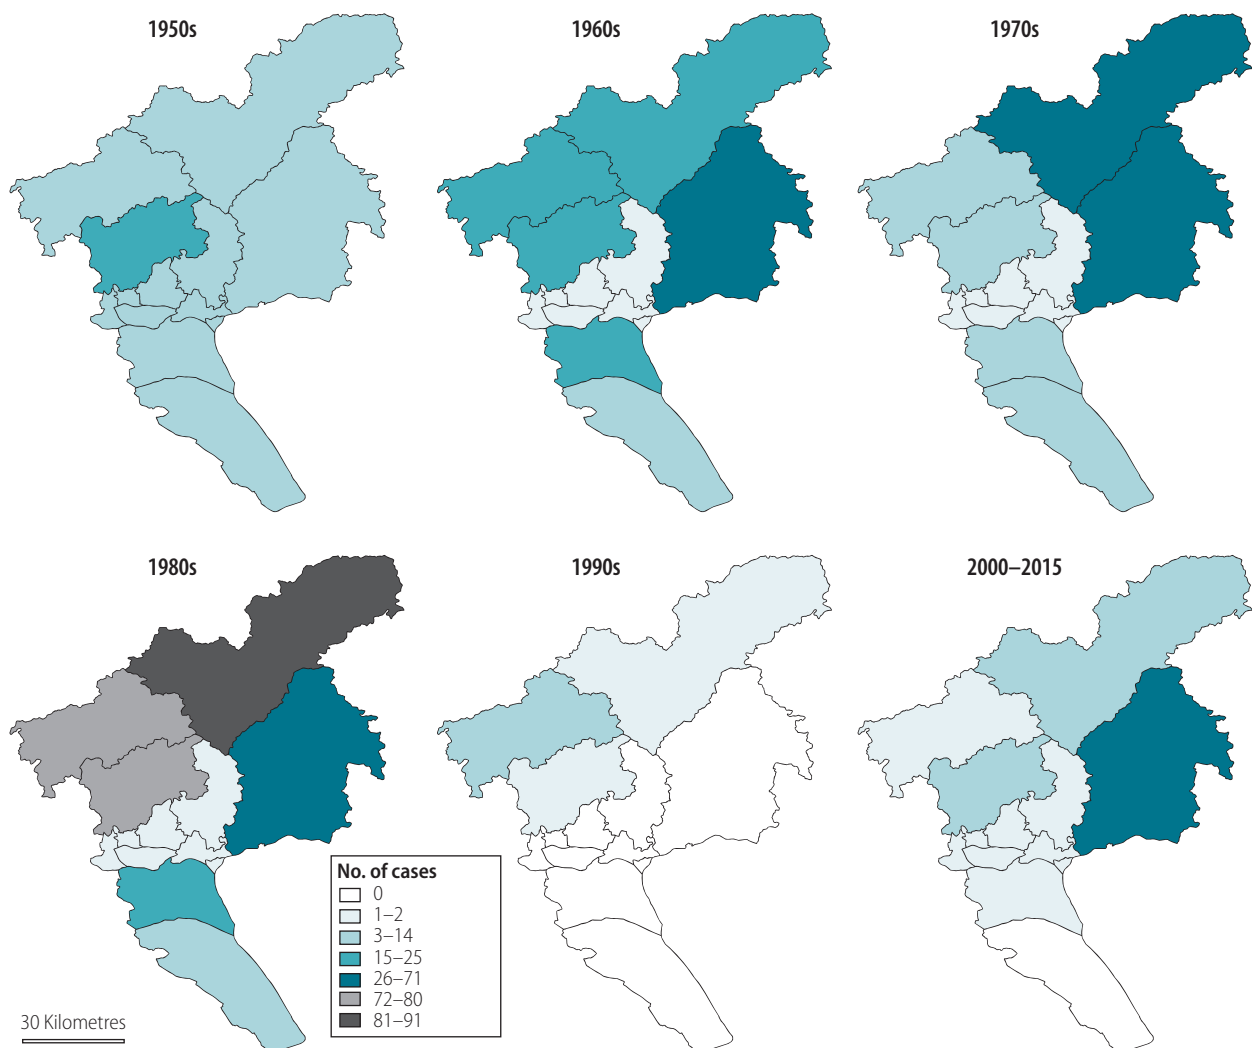 1950s
1960s
1970s
1980s
1990s
2000–2015
No. of cases
0
1–2
3–14
15–25
26–71
72–80
81–91
30 Kilometres